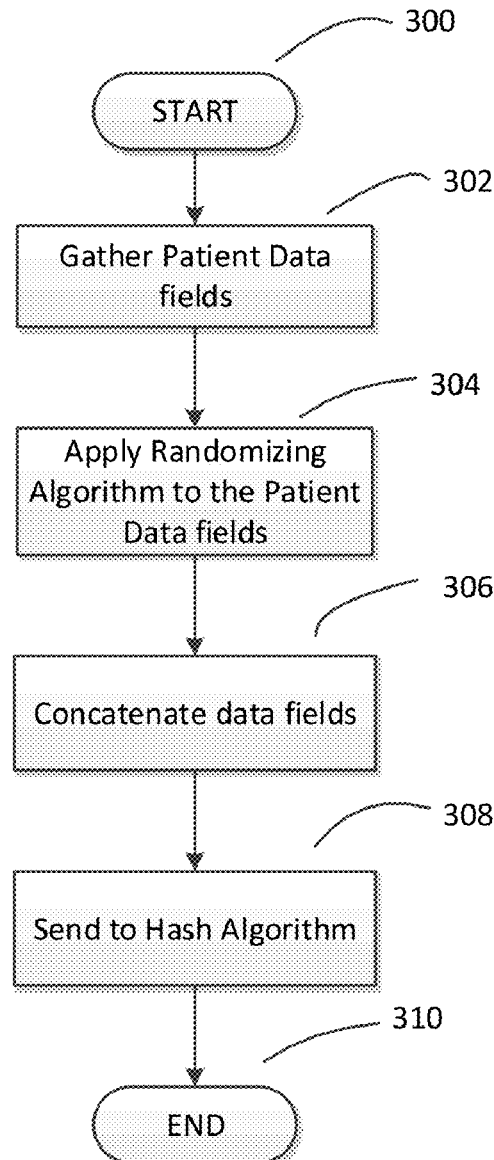 300
START
302
Gather Patient Data
fields
304
Apply Randomizing
Algorithm to the Patient
Data fields
306
Concatenate data fields
308
Send to Hash Algorithm
310
END